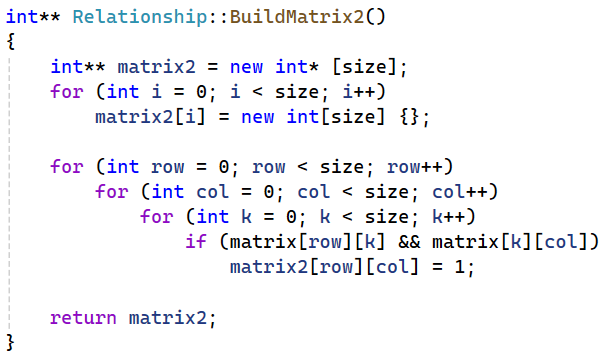 int** Relationship::BuildMatrix2()
{
    int** matrix2 = new int* [size];
    for (int i = 0; i < size; i++)
        matrix2[i] = new int[size] {};

    for (int row = 0; row < size; row++)
        for (int col = 0; col < size; col++)
            for (int k = 0; k < size; k++)
                if (matrix[row][k] && matrix[k][col])
                    matrix2[row][col] = 1;

    return matrix2;
}